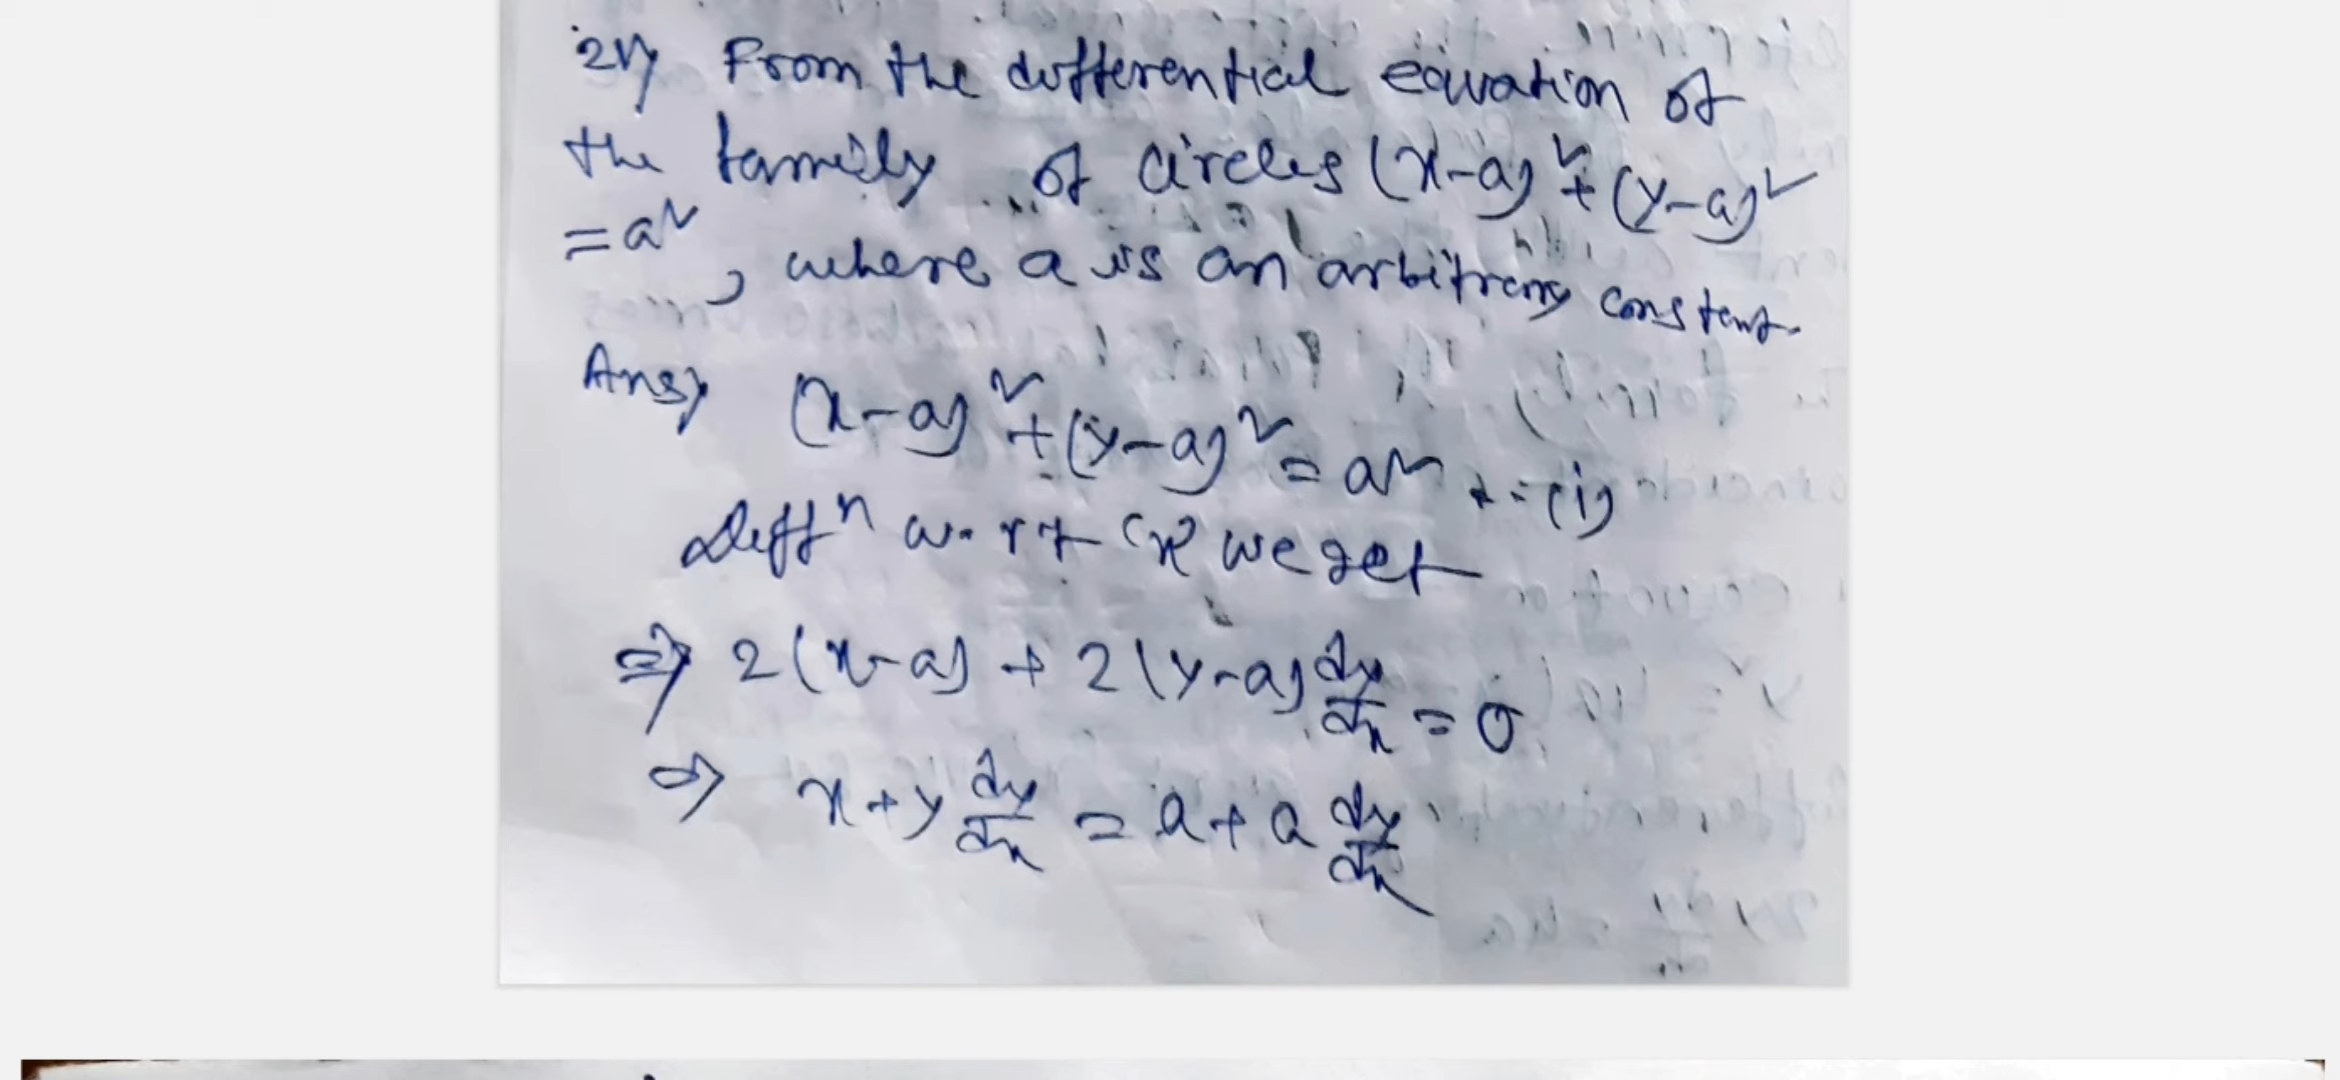 21) From the differential equation of
the family of circles (x-a)² + (y-a)²
= a², where a is an arbitrary constant.
Ans) (x-a)² + (y-a)² = a² --- (i)
Diffⁿ w.r.t 'x' we get
⇒ 2(x-a) + 2(y-a) dy/dx = 0
⇒ x+y dy/dx = a+a dy/dx